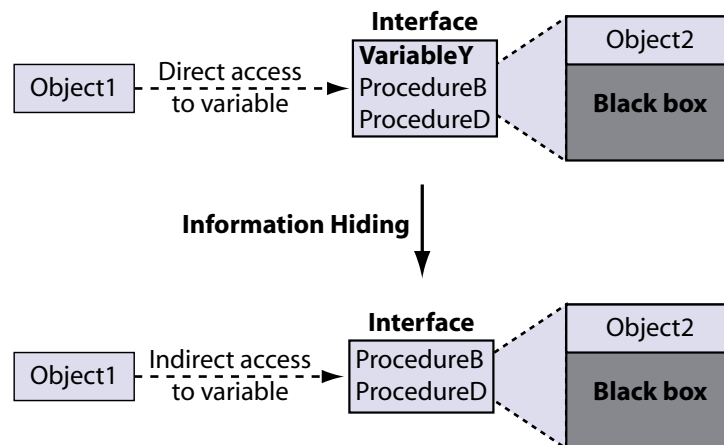 Interface
VariableY
ProcedureB
ProcedureD
Object1
Direct access
to variable
Object2
Black box
Information Hiding
Interface
ProcedureB
ProcedureD
Object1
Indirect access
to variable
Object2
Black box